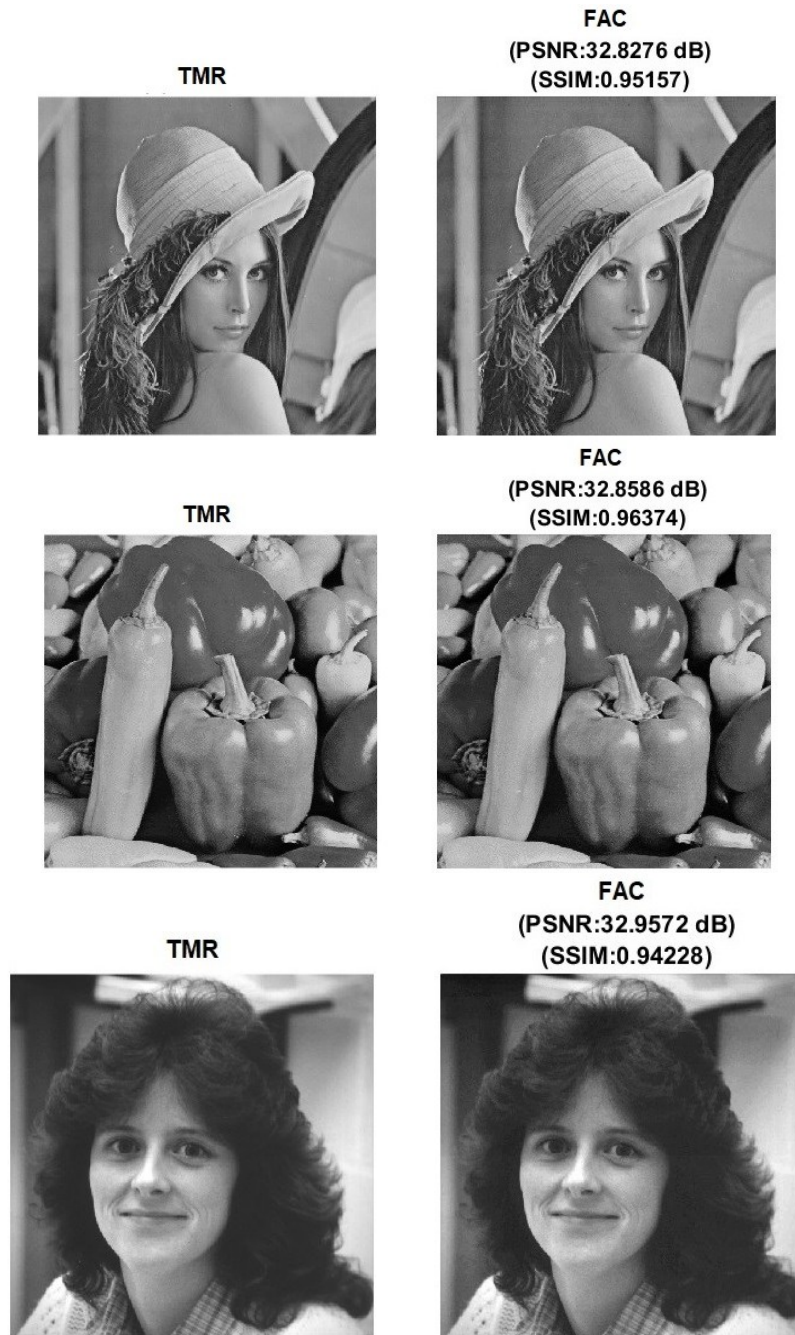 TMR
FAC
(PSNR:32.8276 dB)
(SSIM:0.95157)
TMR
FAC
(PSNR:32.8586 dB)
(SSIM:0.96374)
TMR
FAC
(PSNR:32.9572 dB)
(SSIM:0.94228)